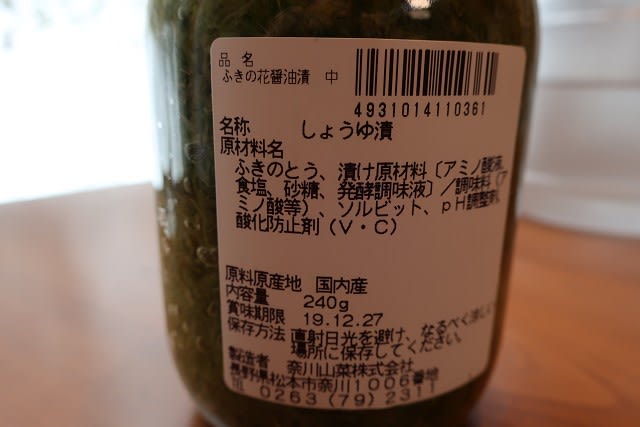 品名
ふきの花醤油漬 中
4931014110361
名称 しょうゆ漬
原材料名
ふきのとう、漬け原材料〔アミノ酸液、
食塩、砂糖、発酵調味液〕／調味料（ア
ミノ酸等）、ソルビット、pH調整剤、
酸化防止剤（V・C）
原料原産地 国内産
内容量 240g
賞味期限 19.12.27
保存方法 直射日光を避け、なるべく涼しい
場所に保存してください。
製造者 奈川山菜株式会社
長野県松本市奈川1006番地
℡ 0263（79）2311